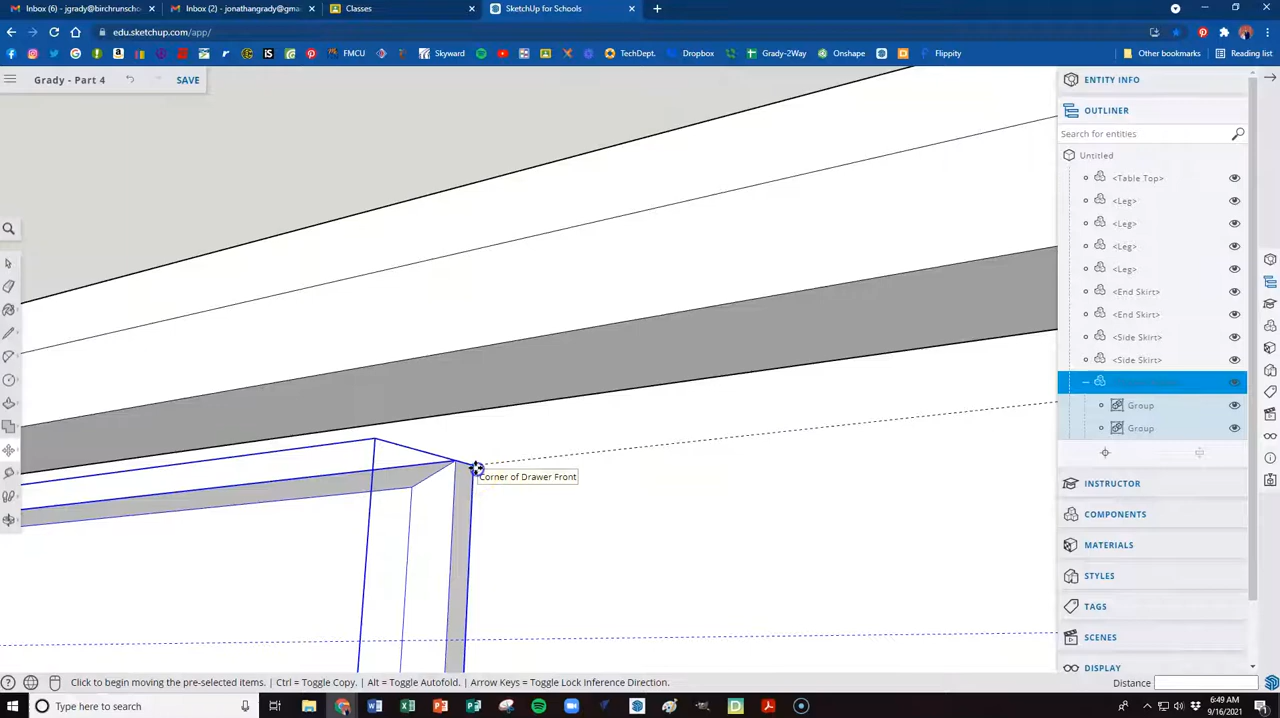 Inbox (6) - jgrady@birchrunscho
Inbox (2) - jonathangrady@gma
Classes
SketchUp for Schools
edu.sketchup.com/app/
FMCU
Skyward
TechDept.
Dropbox
Grady-2Way
Onshape
Flippity
Other bookmarks
Reading list
Grady - Part 4
SAVE
ENTITY INFO
OUTLINER
Search for entities
Untitled
<Table Top>
<Leg>
<Leg>
<Leg>
<Leg>
<End Skirt>
<End Skirt>
<Side Skirt>
<Side Skirt>
Group
Group
Corner of Drawer Front
INSTRUCTOR
COMPONENTS
MATERIALS
STYLES
TAGS
SCENES
DISPLAY
Click to begin moving the pre-selected items. | Ctrl = Toggle Copy. | Alt = Toggle Autofold. | Arrow Keys = Toggle Lock Inference Direction.
Distance
Type here to search
6:49 AM
9/16/2021